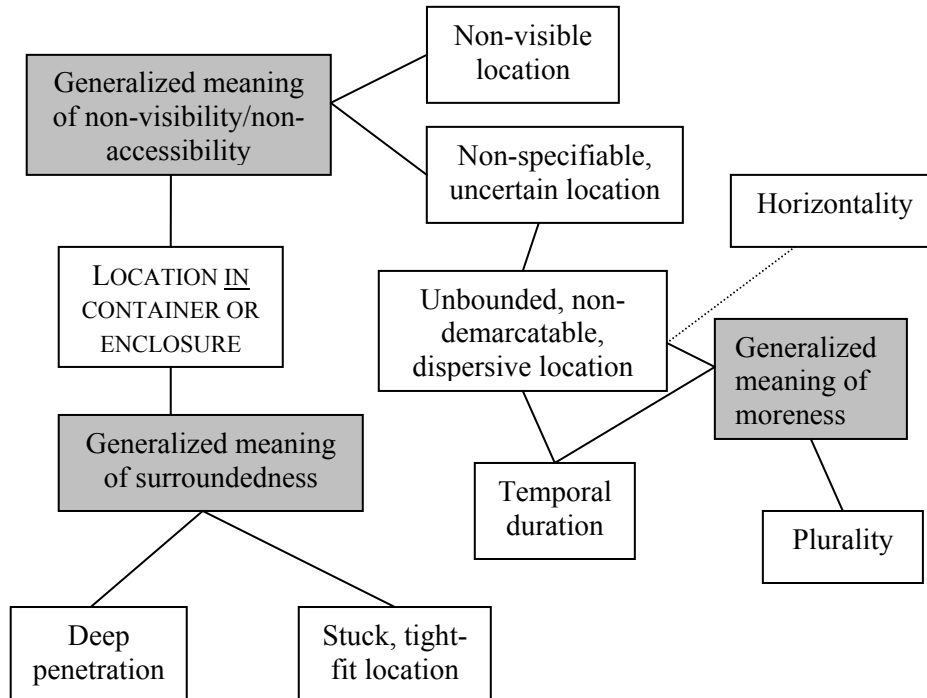 Non-visible
location
Generalized meaning
of non-visibility/non-
accessibility
Non-specifiable,
uncertain location
Horizontality
LOCATION IN
CONTAINER OR
ENCLOSURE
Unbounded, non-
demarcatable,
dispersive location
Generalized
meaning of
moreness
Generalized meaning
of surroundedness
Temporal
duration
Plurality
Deep
penetration
Stuck, tight-
fit location